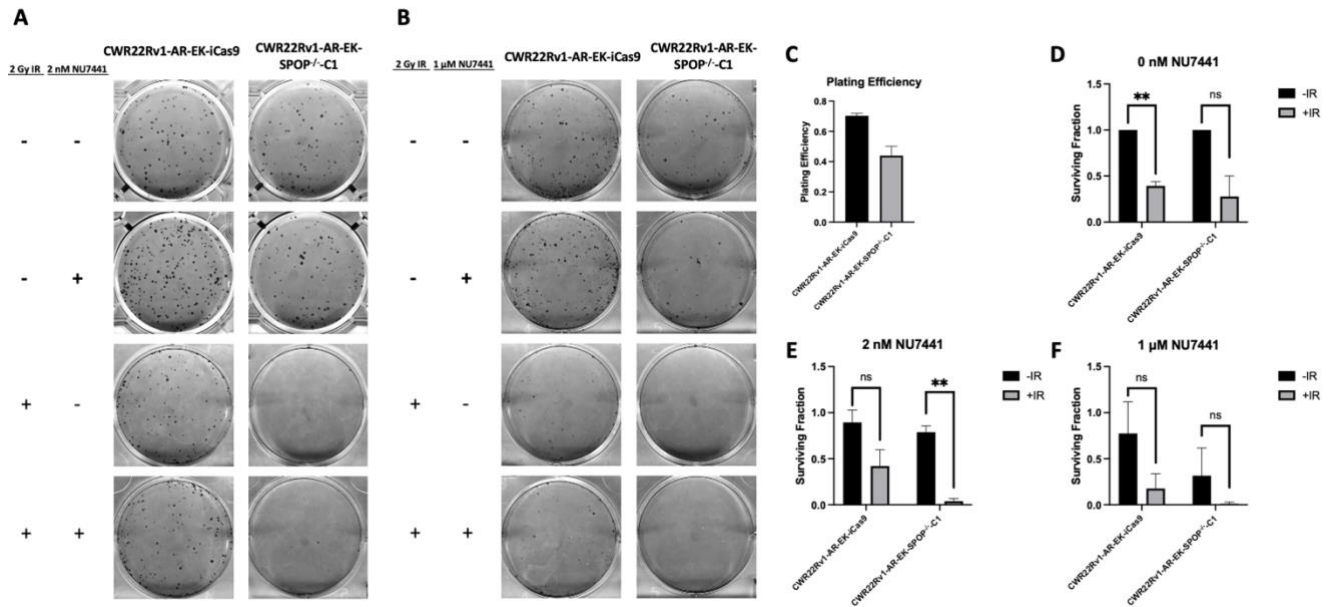 A
CWR22Rv1-AR-EK-iCas9
CWR22Rv1-AR-EK-
SPOP-/--C1
2 Gy IR 2 nM NU7441
- -
- +
+ -
+ +
B
CWR22Rv1-AR-EK-iCas9
CWR22Rv1-AR-EK-
SPOP-/--C1
2 Gy IR 1 µM NU7441
- -
- +
+ -
+ +
C
Plating Efficiency
Plating Efficiency
0.8
0.6
0.4
0.2
0.0
CWR22Rv1-AR-EK-iCas9
CWR22Rv1-AR-EK-SPOP-/--C1
D
0 nM NU7441
Surviving Fraction
1.5
1.0
0.5
0.0
**
ns
-IR
+IR
CWR22Rv1-AR-EK-iCas9
CWR22Rv1-AR-EK-SPOP-/--C1
E
2 nM NU7441
Surviving Fraction
1.5
1.0
0.5
0.0
ns
**
-IR
+IR
CWR22Rv1-AR-EK-iCas9
CWR22Rv1-AR-EK-SPOP-/--C1
F
1 µM NU7441
Surviving Fraction
1.5
1.0
0.5
0.0
ns
ns
-IR
+IR
CWR22Rv1-AR-EK-iCas9
CWR22Rv1-AR-EK-SPOP-/--C1